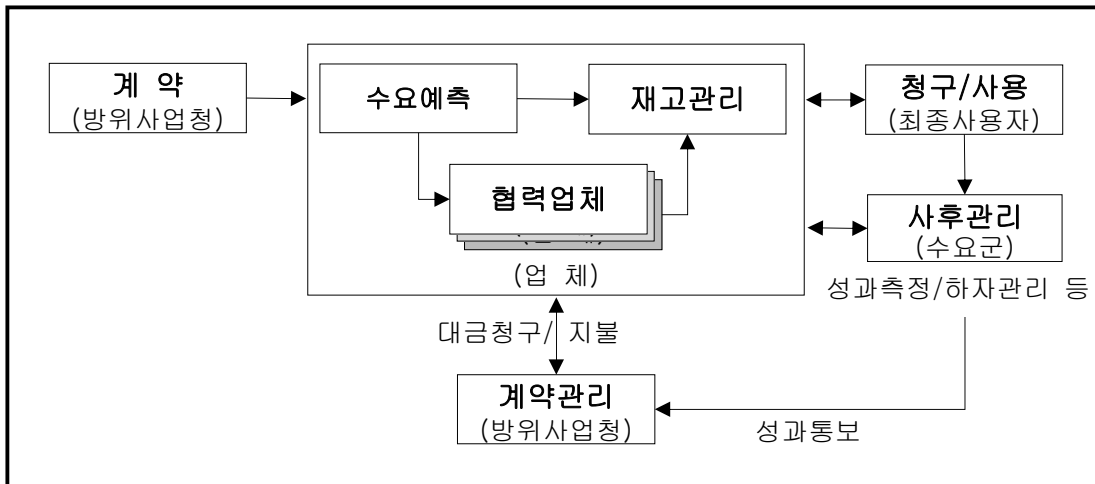 계 약
(방위사업청)
수요예측
재고관리
협력업체
(업 체)
청구/사용
(최종사용자)
사후관리
(수요군)
성과측정/하자관리 등
대금청구/ 지불
계약관리
(방위사업청)
성과통보